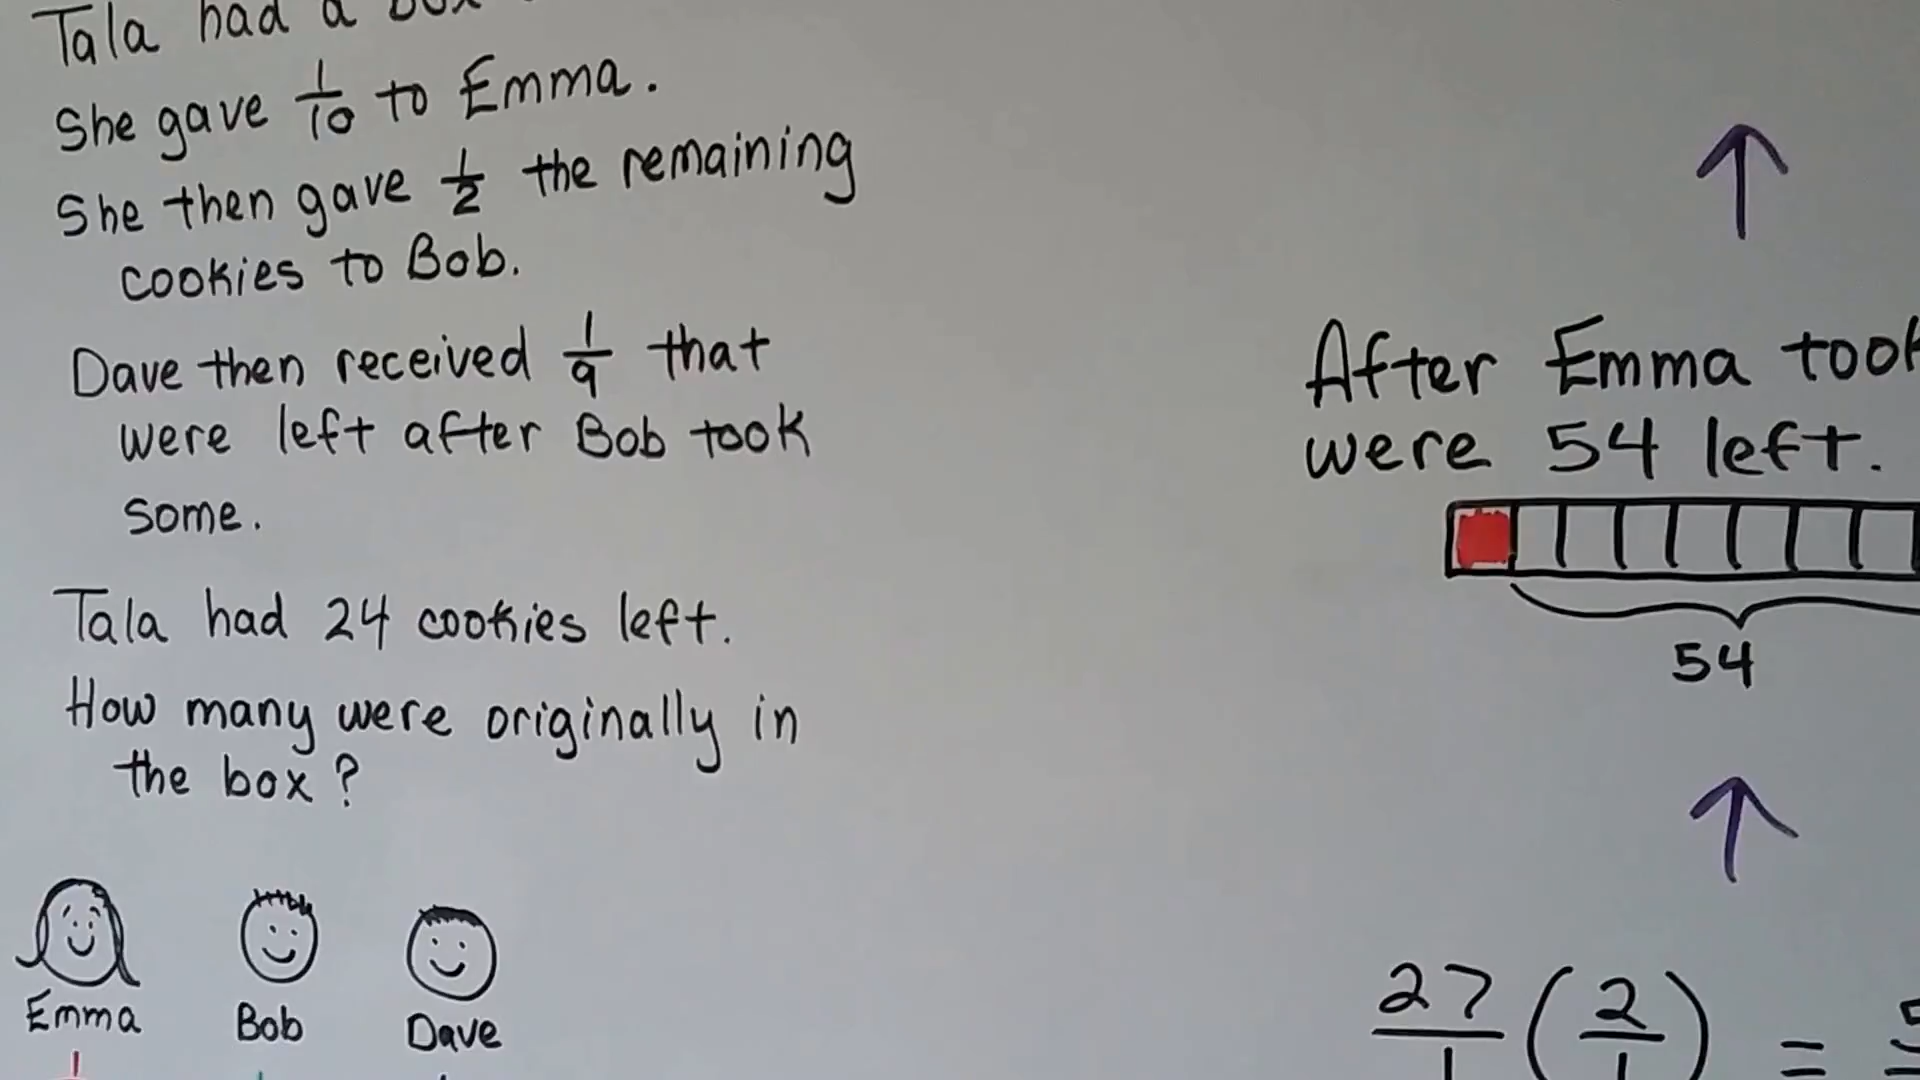 Tala had a box
She gave 1/10 to Emma.
She then gave 1/2 the remaining
cookies to Bob.
Dave then received 1/9 that
were left after Bob took
some.
Tala had 24 cookies left.
How many were originally in
the box?
Emma Bob Dave
After Emma took
were 54 left.
54
27/1 (2/1) =